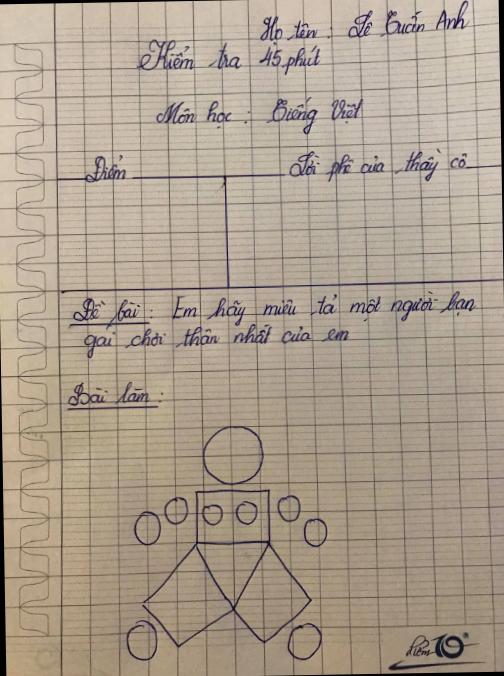 Họ tên : Lê Tuấn Anh
Kiểm tra 45 phút
Môn học : Tiếng Việt
Điểm
Lời phê của thầy cô
Đề bài : Em hãy miêu tả một người bạn
gái chơi thân nhất của em
Bài làm :
điểm 10